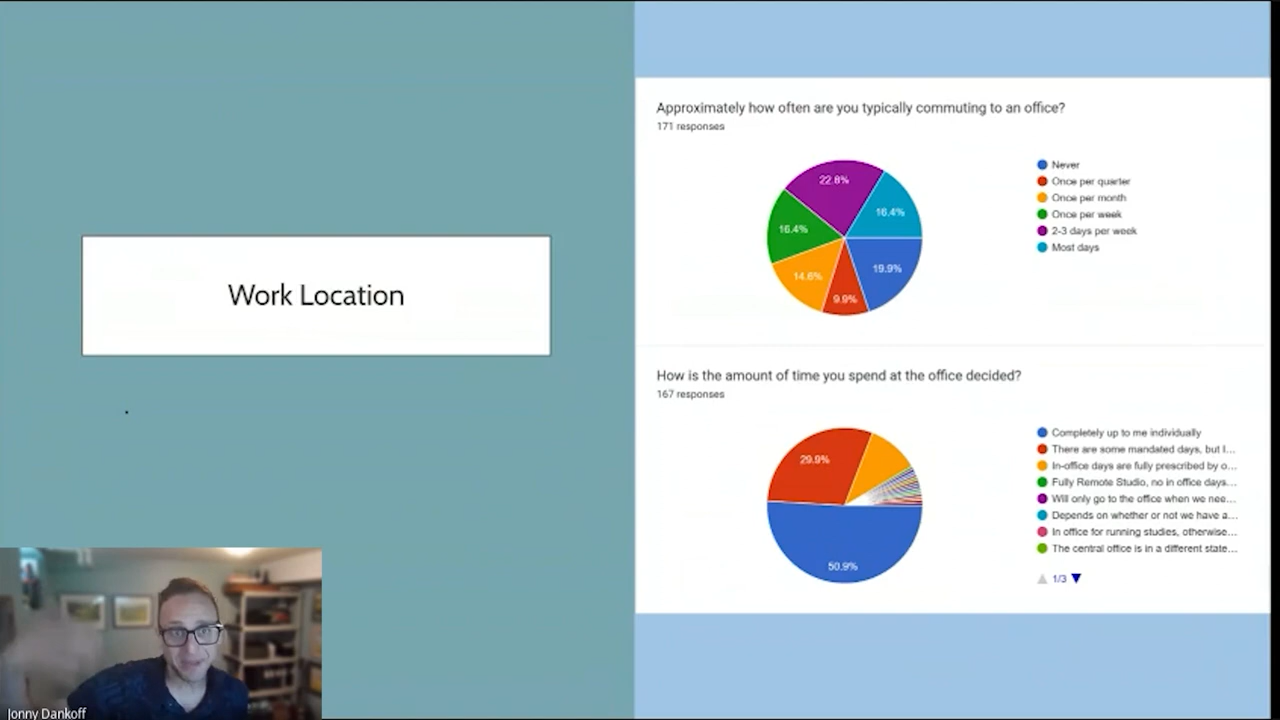 Work Location
Approximately how often are you typically commuting to an office?
171 responses
22.8%
16.4%
16.4%
19.9%
14.6%
9.9%
Never
Once per quarter
Once per month
Once per week
2-3 days per week
Most days
How is the amount of time you spend at the office decided?
167 responses
29.9%
50.9%
Completely up to me individually
There are some mandated days, but I...
In-office days are fully prescribed by o...
Fully Remote Studio, no in office days...
Will only go to the office when we nee...
Depends on whether or not we have a...
In office for running studies, otherwise...
The central office is in a different state...
1/3
Jonny Dankoff